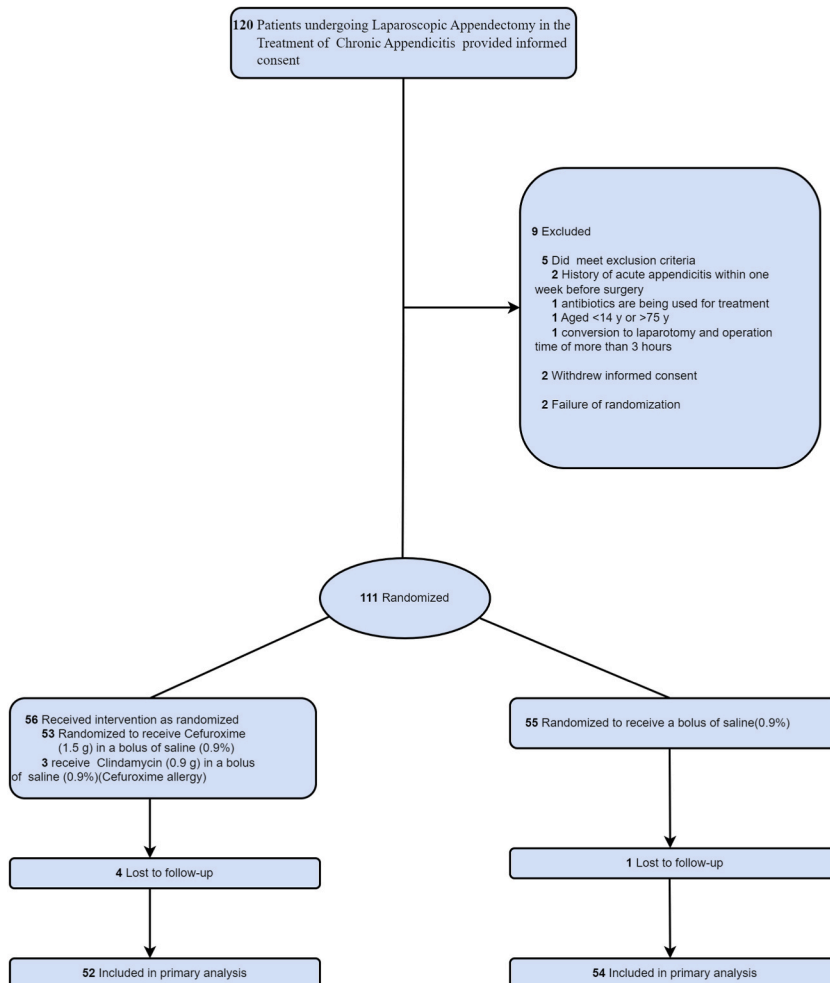 120 Patients undergoing Laparoscopic Appendectomy in the
Treatment of Chronic Appendicitis provided informed
consent
9 Excluded
5 Did meet exclusion criteria
2 History of acute appendicitis within one
week before surgery
1 antibiotics are being used for treatment
1 Aged <14 y or >75 y
1 conversion to laparotomy and operation
time of more than 3 hours
2 Withdrew informed consent
2 Failure of randomization
111 Randomized
56 Received intervention as randomized
53 Randomized to receive Cefuroxime
(1.5 g) in a bolus of saline (0.9%)
3 receive Clindamycin (0.9 g) in a bolus
of saline (0.9%)(Cefuroxime allergy)
55 Randomized to receive a bolus of saline(0.9%)
4 Lost to follow-up
1 Lost to follow-up
52 Included in primary analysis
54 Included in primary analysis